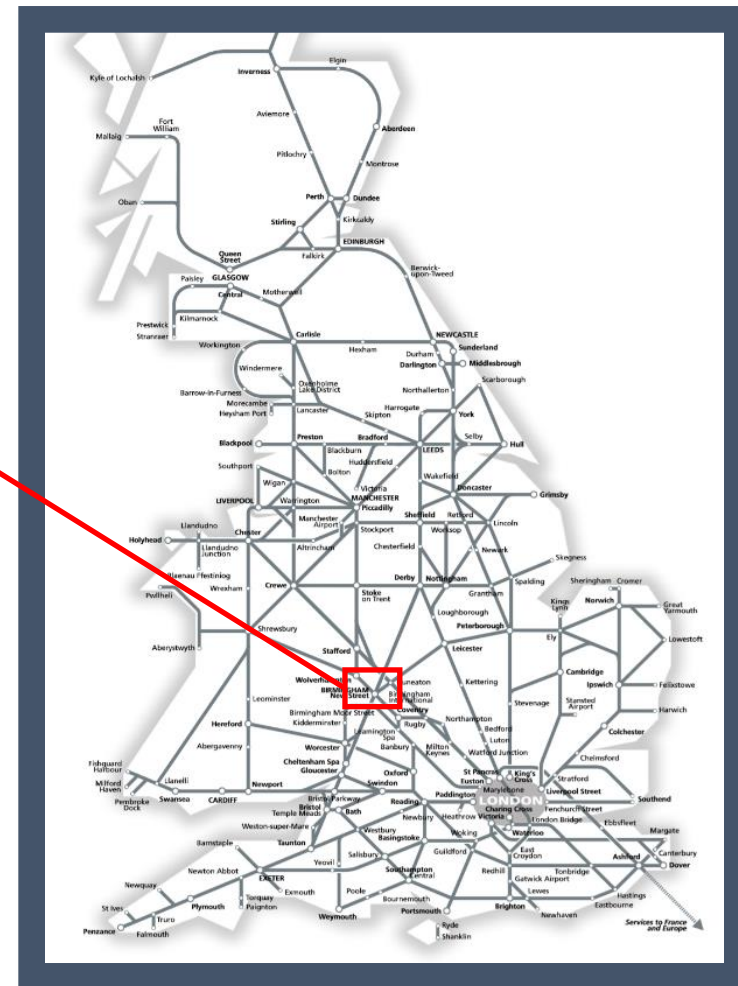 Elgin
Inverness
Kyle of Lochalsh
Aviemore
Fort
William
Aberdeen
Mallaig
Pitlochry
Montrose
Perth
Dundee
Oban
Kirkcaldy
Stirling
EDINBURGH
Queen
Street
Falkirk
Berwick-
upon-Tweed
Paisley
GLASGOW
Central
Motherwell
Kilmarnock
Prestwick
Stranraer
Carlisle
NEWCASTLE
Workington
Hexham
Sunderland
Durham
Darlington
Middlesbrough
Windermere
Scarborough
Oxenholme
Lake District
Barrow-in-Furness
Northallerton
Morecambe
Heysham Port
Lancaster
Harrogate
Skipton
York
Blackpool
Preston
Bradford
Selby
Hull
Blackburn
LEEDS
Southport
Huddersfield
Bolton
Wakefield
Wigan
Victoria
Doncaster
Grimsby
LIVERPOOL
Warrington
MANCHESTER
Piccadilly
Manchester
Airport
Sheffield
Retford
Lincoln
Llandudno
Stockport
Worksop
Holyhead
Chester
Llandudno
Junction
Altrincham
Chesterfield
Newark
Skegness
Blaenau Ffestiniog
Wrexham
Crewe
Derby
Nottingham
Spalding
Sheringham
Cromer
Pwllheli
Stoke
on Trent
Grantham
Kings
Lynn
Norwich
Great
Yarmouth
Loughborough
Shrewsbury
Peterborough
Ely
Lowestoft
Aberystwyth
Stafford
Leicester
Wolverhampton
Nuneaton
Kettering
Cambridge
BIRMINGHAM
New Street
Birmingham
International
Ipswich
Felixstowe
Leominster
Coventry
Stevenage
Stansted
Airport
Harwich
Birmingham Moor Street
Rugby
Northampton
Hereford
Kidderminster
Leamington
Spa
Bedford
Colchester
Abergavenny
Worcester
Banbury
Milton
Keynes
Luton
Watford Junction
Chelmsford
Fishguard
Harbour
Cheltenham Spa
Gloucester
Oxford
St Pancras
Euston
King's
Cross
Stratford
Milford
Haven
Llanelli
Newport
Swindon
Marylebone
Liverpool Street
Pembroke
Dock
Swansea
CARDIFF
Bristol Parkway
Reading
Paddington
LONDON
Southend
Bristol
Temple Meads
Bath
Newbury
Heathrow
Victoria
Charing Cross
Fenchurch Street
London Bridge
Ebbsfleet
Weston-super-Mare
Westbury
Basingstoke
Woking
Waterloo
Margate
Barnstaple
Taunton
Salisbury
Guildford
East
Croydon
Canterbury
Newton Abbot
Yeovil
Southampton
Central
Redhill
Tonbridge
Ashford
Dover
EXETER
Gatwick Airport
Newquay
Exmouth
Poole
Lewes
Hastings
St Ives
Torquay
Paignton
Bournemouth
Eastbourne
Plymouth
Portsmouth
Brighton
Newhaven
Truro
Weymouth
Penzance
Falmouth
Ryde
Shanklin
Services to France
and Europe